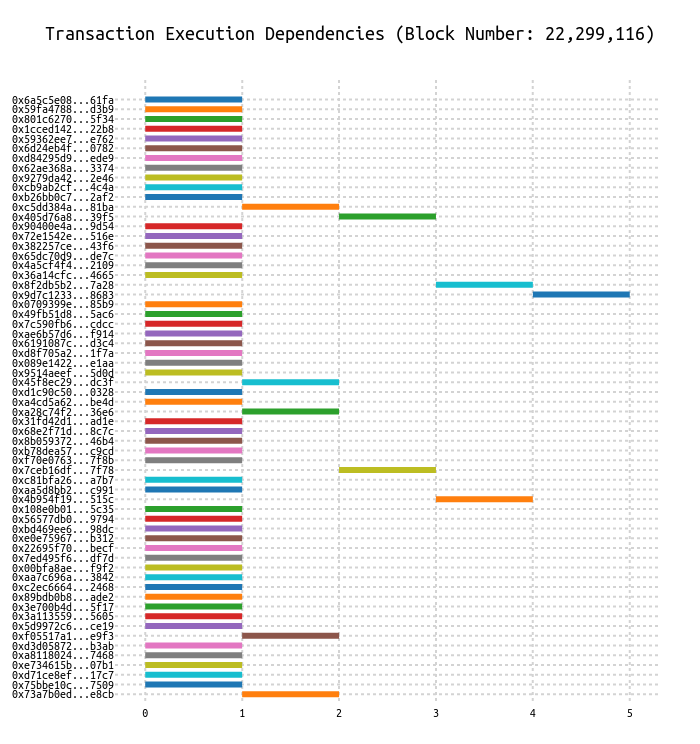 Transaction Execution Dependencies (Block Number: 22,299,116)
0x6a5c5e08...61fa
0x59fa4788...d3b9
0x801c6270...5f34
0x1cced142...22b8
0x59362ee7...e762
0x6d24eb4f...0782
0xd84295d9...ede9
0x62ae368a...3374
0x9279da42...2e46
0xcb9ab2cf...4c4a
0xb26bb0c7...2af2
0xc5dd384a...81ba
0x405d76a8...39f5
0x90400e4a...9d54
0x72e1542e...516e
0x382257ce...43f6
0x65dc70d9...de7c
0x4a5cf4f4...2109
0x36a14cfc...4665
0x8f2db5b2...7a28
0x9d7c1233...8683
0x0709399e...85b9
0x49fb51d8...5ac6
0x7c590fb6...cdcc
0xae6b57d6...f914
0x6191087c...d3c4
0xd8f705a2...1f7a
0x089e1422...e1aa
0x9514aeef...5d0d
0x45f8ec29...dc3f
0xd1c90c50...0328
0xa4cd5a62...be4d
0xa28c74f2...36e6
0x31fd42d1...ad1e
0x68e2f71d...8c7c
0x8b059372...46b4
0xb78dea57...c9cd
0xf70e0763...7f8b
0x7ceb16df...7f78
0xc81bfa26...a7b7
0xaa5d8bb2...c991
0x4b954f19...515c
0x108e0b01...5c35
0x56577db0...9794
0xbd469ee6...98dc
0xe0e75967...b312
0x22695f70...becf
0x7ed495f6...df7d
0x00bfa8ae...f9f2
0xaa7c696a...3842
0xc2ec6664...2468
0x89bdb0b8...ade2
0x3e700b4d...5f17
0x3a113559...5605
0x5d9972c6...ce19
0xf05517a1...e9f3
0xd3d05872...b3ab
0xa8118024...7468
0xe734615b...07b1
0xd71ce8ef...17c7
0x75bbe10c...7509
0x73a7b0ed...e8cb
0 1 2 3 4 5